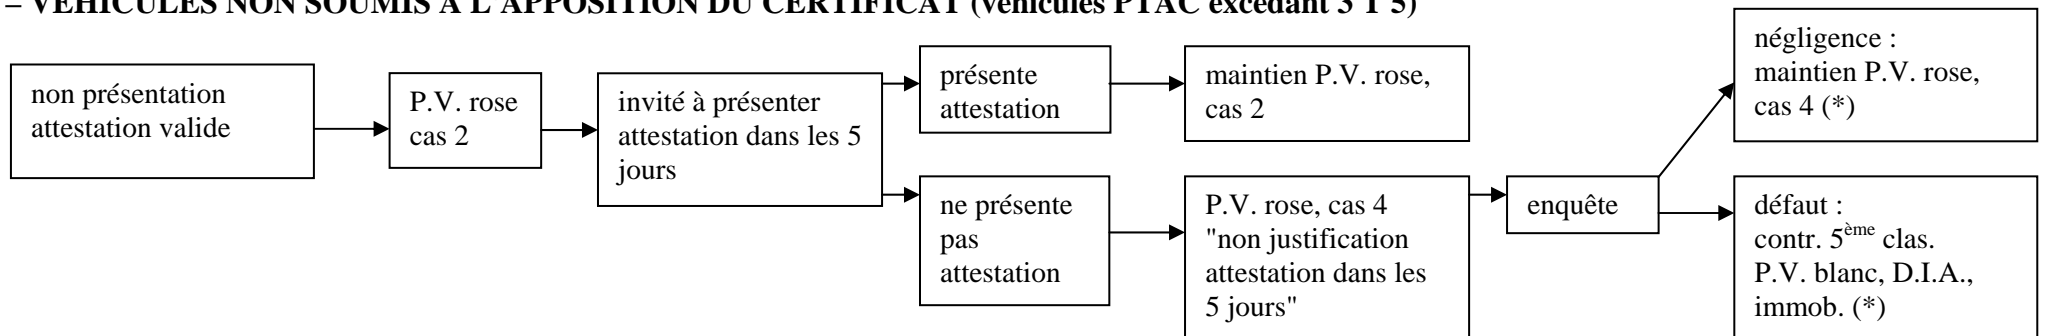 – VEHICULES NON SOUMIS A L'APPOSITION DU CERTIFICAT (véhicules PTAC excédant 3 T 5)
non présentation
attestation valide
P.V. rose
cas 2
invité à présenter
attestation dans les 5
jours
présente
attestation
maintien P.V. rose,
cas 2
ne présente
pas
attestation
P.V. rose, cas 4
"non justification
attestation dans les
5 jours"
enquête
négligence :
maintien P.V. rose,
cas 4 (*)
défaut :
contr. 5ème clas.
P.V. blanc, D.I.A.,
immob. (*)